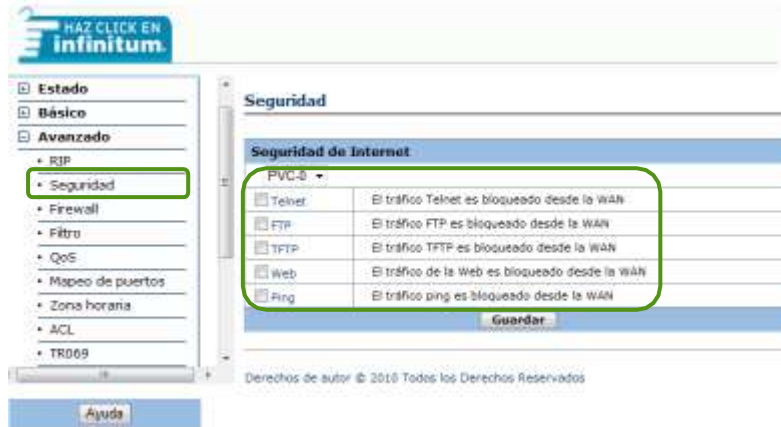 HAZ CLICK EN
infinitum.
Estado
Básico
Avanzado
RIP
Seguridad
Firewall
Filtro
QoS
Mapeo de puertos
Zona horaria
ACL
TR069
Ayuda
Seguridad
Seguridad de Internet
PVC-0
Telnet El tráfico Telnet es bloqueado desde la WAN
FTP El tráfico FTP es bloqueado desde la WAN
TFTP El tráfico TFTP es bloqueado desde la WAN
Web El tráfico de la Web es bloqueado desde la WAN
Ping El tráfico ping es bloqueado desde la WAN
Guardar
Derechos de autor © 2010 Todos los Derechos Reservados